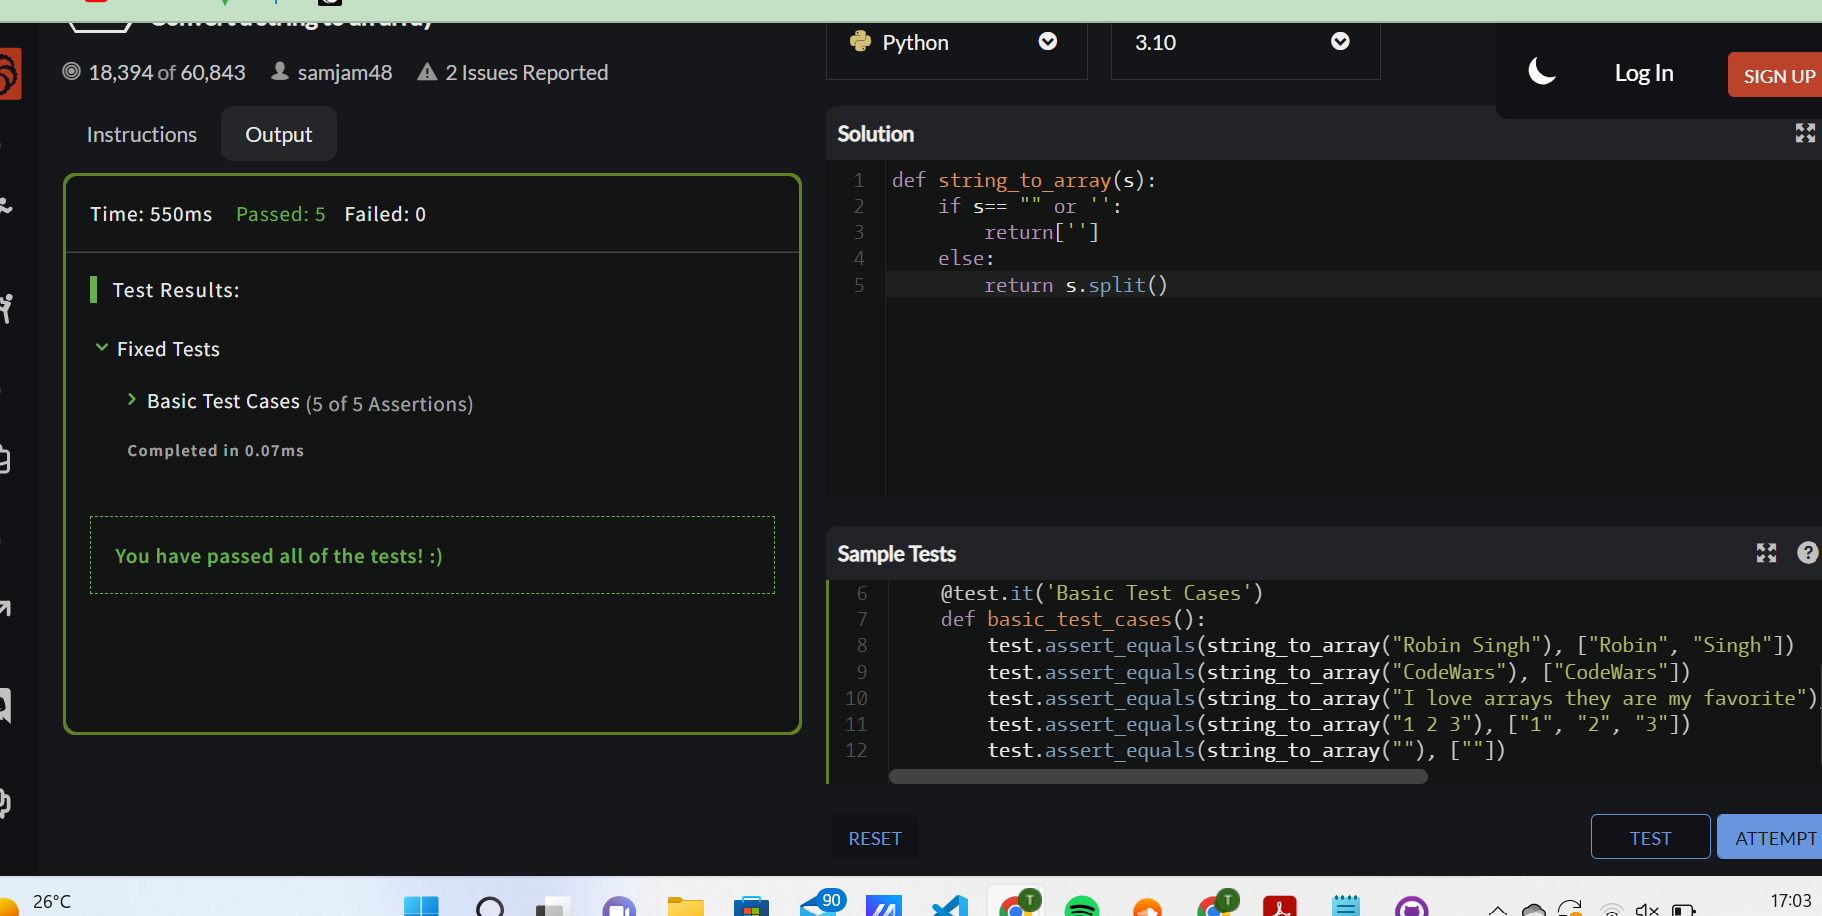 Convert a string to an array
18,394 of 60,843 samjam48 2 Issues Reported
Python
3.10
Log In
SIGN UP
Instructions
Output
Time: 550ms Passed: 5 Failed: 0
Test Results:
Fixed Tests
Basic Test Cases (5 of 5 Assertions)
Completed in 0.07ms
You have passed all of the tests! :)
Solution
1 def string_to_array(s):
2 if s== "" or '':
3 return['']
4 else:
5 return s.split()
Sample Tests
6 @test.it('Basic Test Cases')
7 def basic_test_cases():
8 test.assert_equals(string_to_array("Robin Singh"), ["Robin", "Singh"])
9 test.assert_equals(string_to_array("CodeWars"), ["CodeWars"])
10 test.assert_equals(string_to_array("I love arrays they are my favorite")
11 test.assert_equals(string_to_array("1 2 3"), ["1", "2", "3"])
12 test.assert_equals(string_to_array(""), [""])
RESET
TEST
ATTEMPT
26°C
90
T
T
17:03